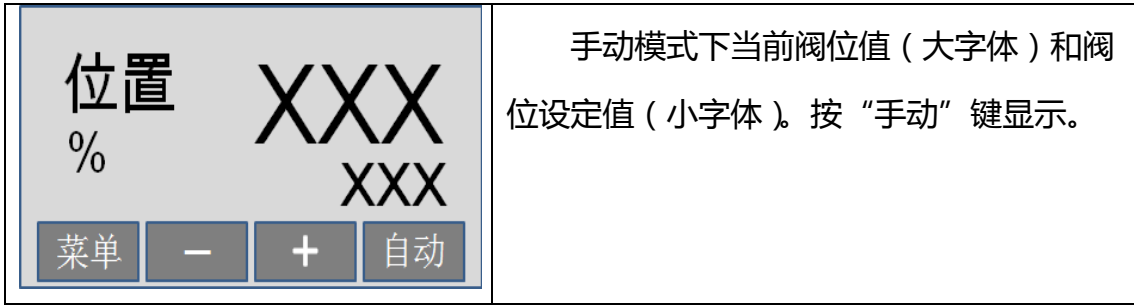 位置 XXX
% XXX
菜单 － + 自动
手动模式下当前阀位值（大字体）和阀
位设定值（小字体）。按“手动”键显示。